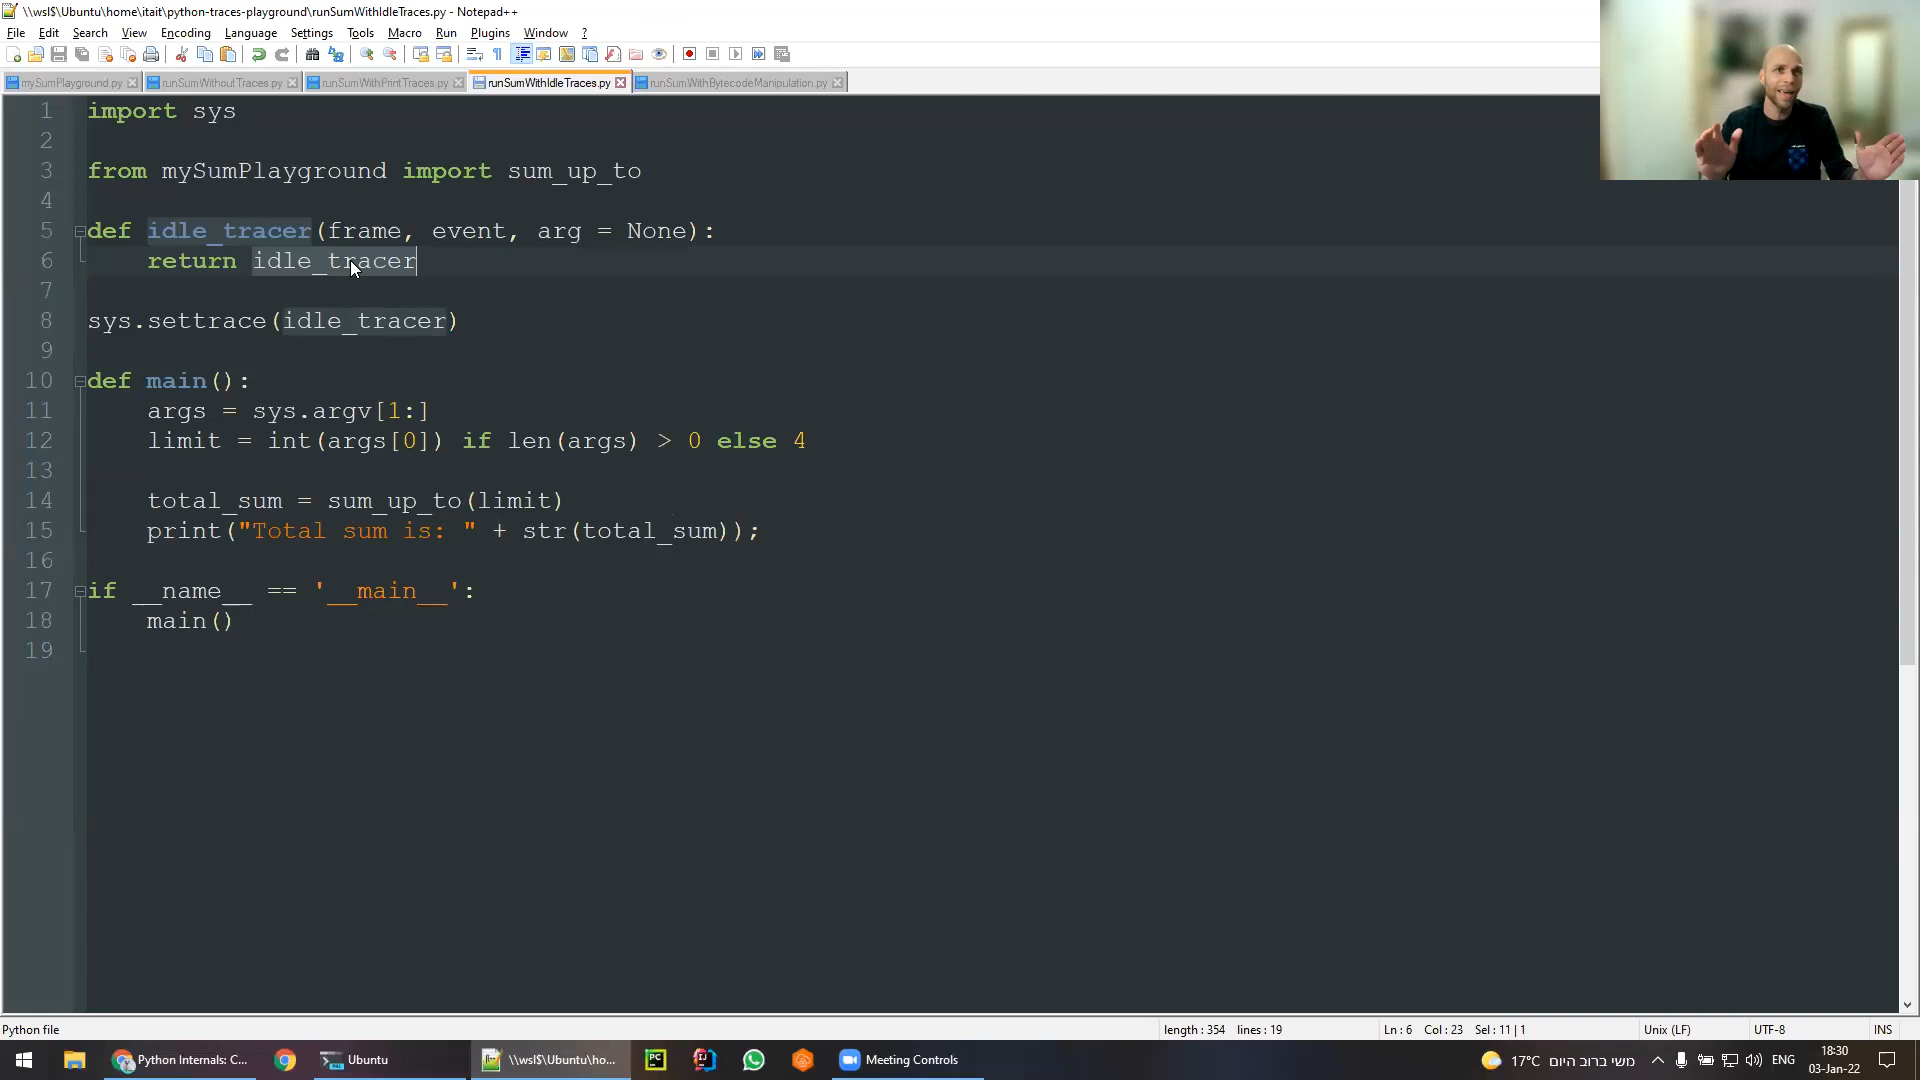 \\wsl$\Ubuntu\home\itait\python-traces-playground\runSumWithIdleTraces.py - Notepad++
File Edit Search View Encoding Language Settings Tools Macro Run Plugins Window ?
mySumPlayground.py runSumWithoutTraces.py runSumWithPrintTraces.py runSumWithIdleTraces.py runSumWithBytecodeManipulation.py
1 import sys
2
3 from mySumPlayground import sum_up_to
4
5 def idle_tracer(frame, event, arg = None):
6 return idle_tracer
7
8 sys.settrace(idle_tracer)
9
10 def main():
11 args = sys.argv[1:]
12 limit = int(args[0]) if len(args) > 0 else 4
13
14 total_sum = sum_up_to(limit)
15 print("Total sum is: " + str(total_sum));
16
17 if __name__ == '__main__':
18 main()
19
Python file length : 354 lines : 19 Ln : 6 Col : 23 Sel : 11 | 1 Unix (LF) UTF-8 INS
Python Internals: C... Ubuntu \\wsl$\Ubuntu\ho... Meeting Controls 17°C משי ברוב היום ENG 18:30
03-Jan-22